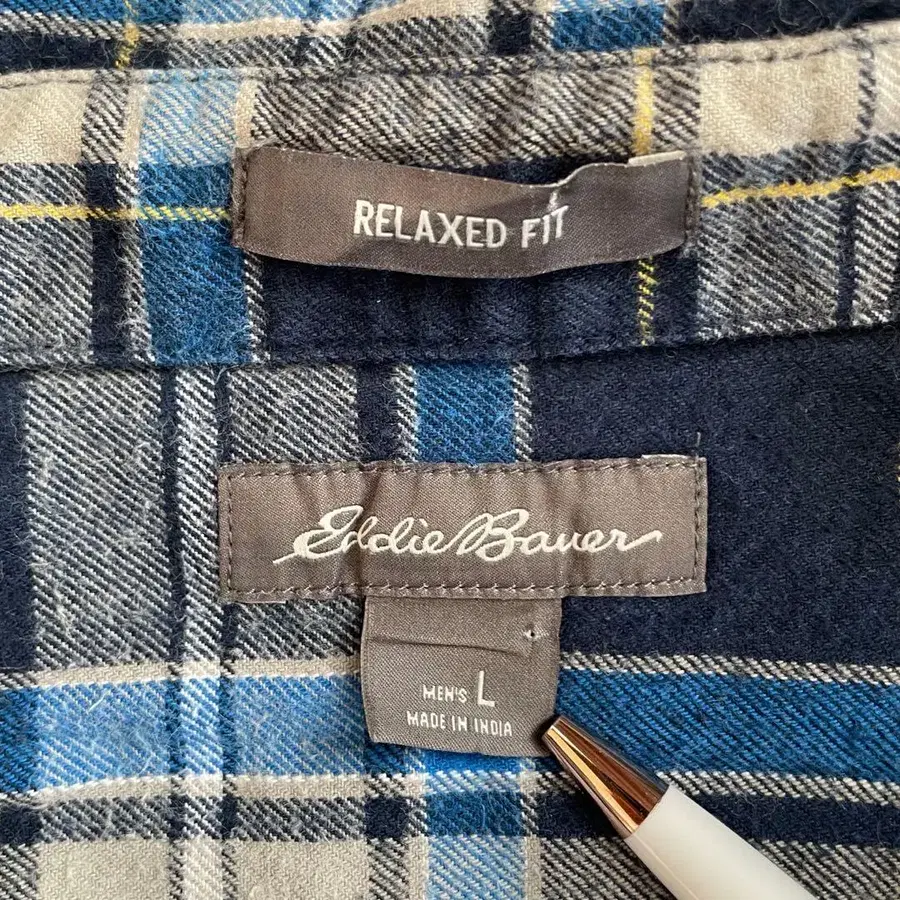 RELAXED FIT
Eddie Bauer
MEN'S L
MADE IN INDIA